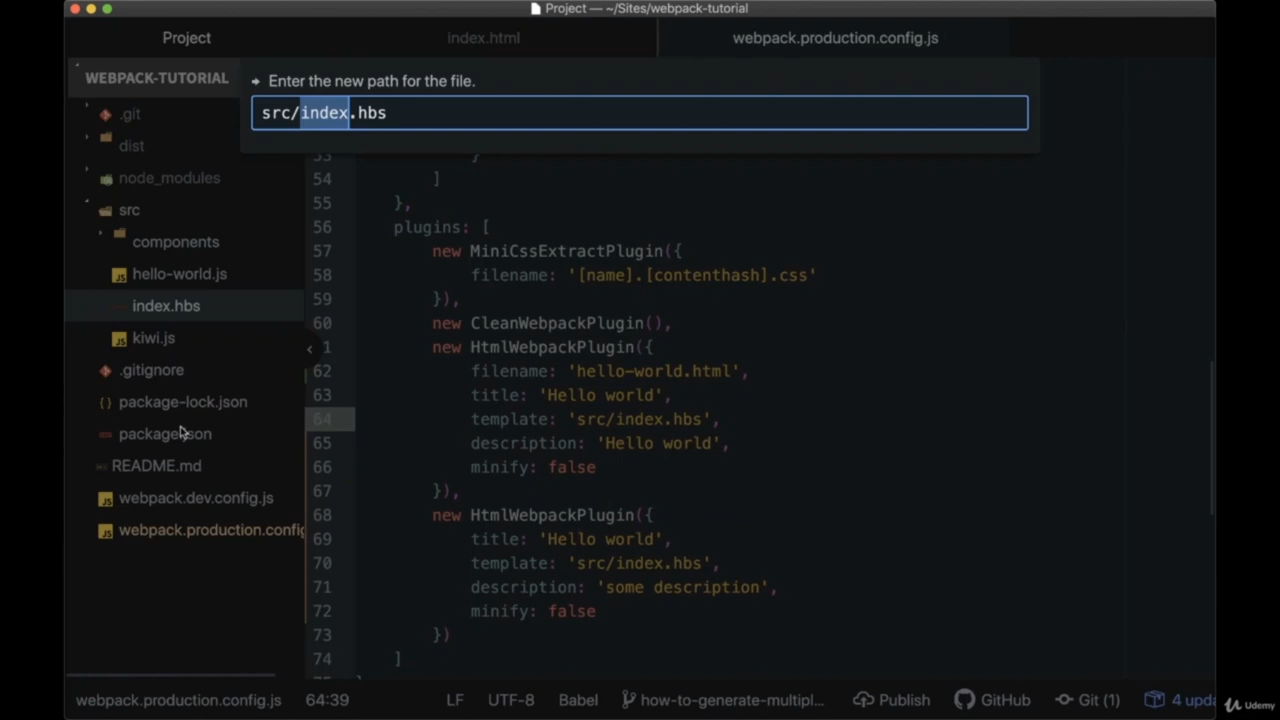 Project — ~/Sites/webpack-tutorial
Project
index.html
webpack.production.config.js
WEBPACK-TUTORIAL
Enter the new path for the file.
src/index.hbs
.git
dist
node_modules
src
components
hello-world.js
index.hbs
kiwi.js
.gitignore
package-lock.json
README.md
webpack.dev.config.js
webpack.production.config
53 }
54 ]
55 },
56 plugins: [
57 new MiniCssExtractPlugin({
58 filename: '[name].[contenthash].css'
59 }),
60 new CleanWebpackPlugin(),
1 new HtmlWebpackPlugin({
62 filename: 'hello-world.html',
63 title: 'Hello world',
64 template: 'src/index.hbs',
65 description: 'Hello world',
66 minify: false
67 }),
68 new HtmlWebpackPlugin({
69 title: 'Hello world',
70 template: 'src/index.hbs',
71 description: 'some description',
72 minify: false
73 })
74 ]
webpack.production.config.js 64:39 LF UTF-8 Babel how-to-generate-multipl... Publish GitHub Git (1) 4 upda
Udemy